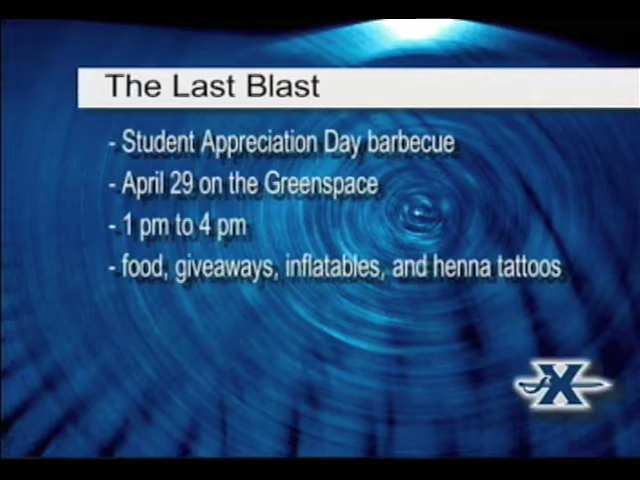 The Last Blast
- Student Appreciation Day barbecue
- April 29 on the Greenspace
- 1 pm to 4 pm
- food, giveaways, inflatables, and henna tattoos
X